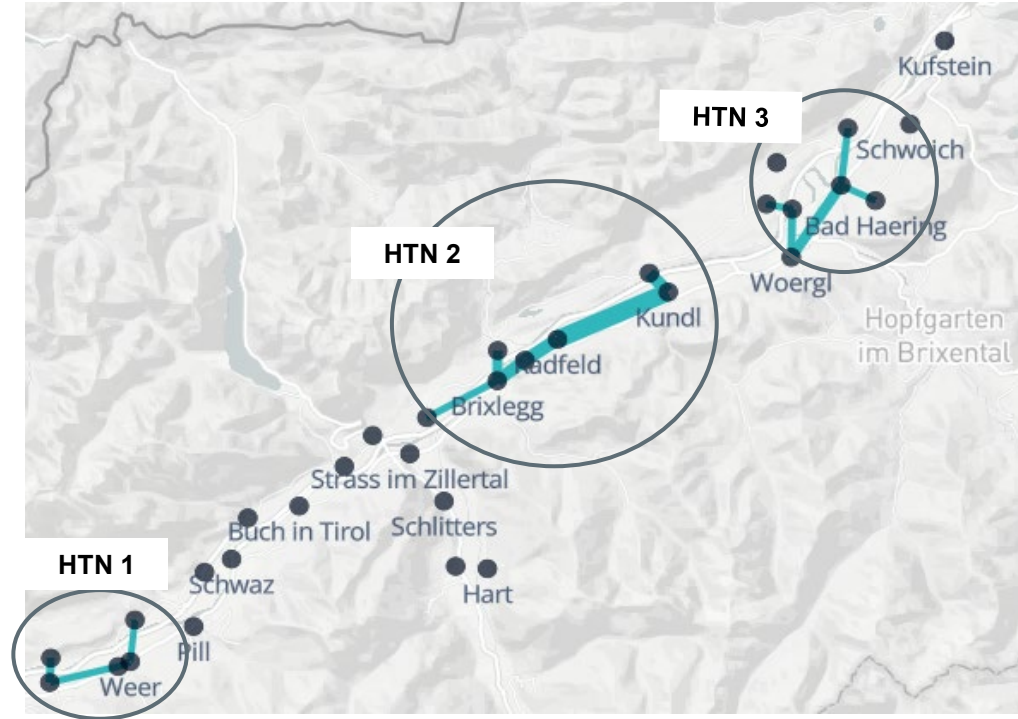 Kufstein
HTN 3
Schwoich
Bad Haering
HTN 2
Woergl
Kundl
Hopfgarten
im Brixental
Radfeld
Brixlegg
Strass im Zillertal
Buch in Tirol
Schlitters
HTN 1
Schwaz
Hart
Pill
Weer